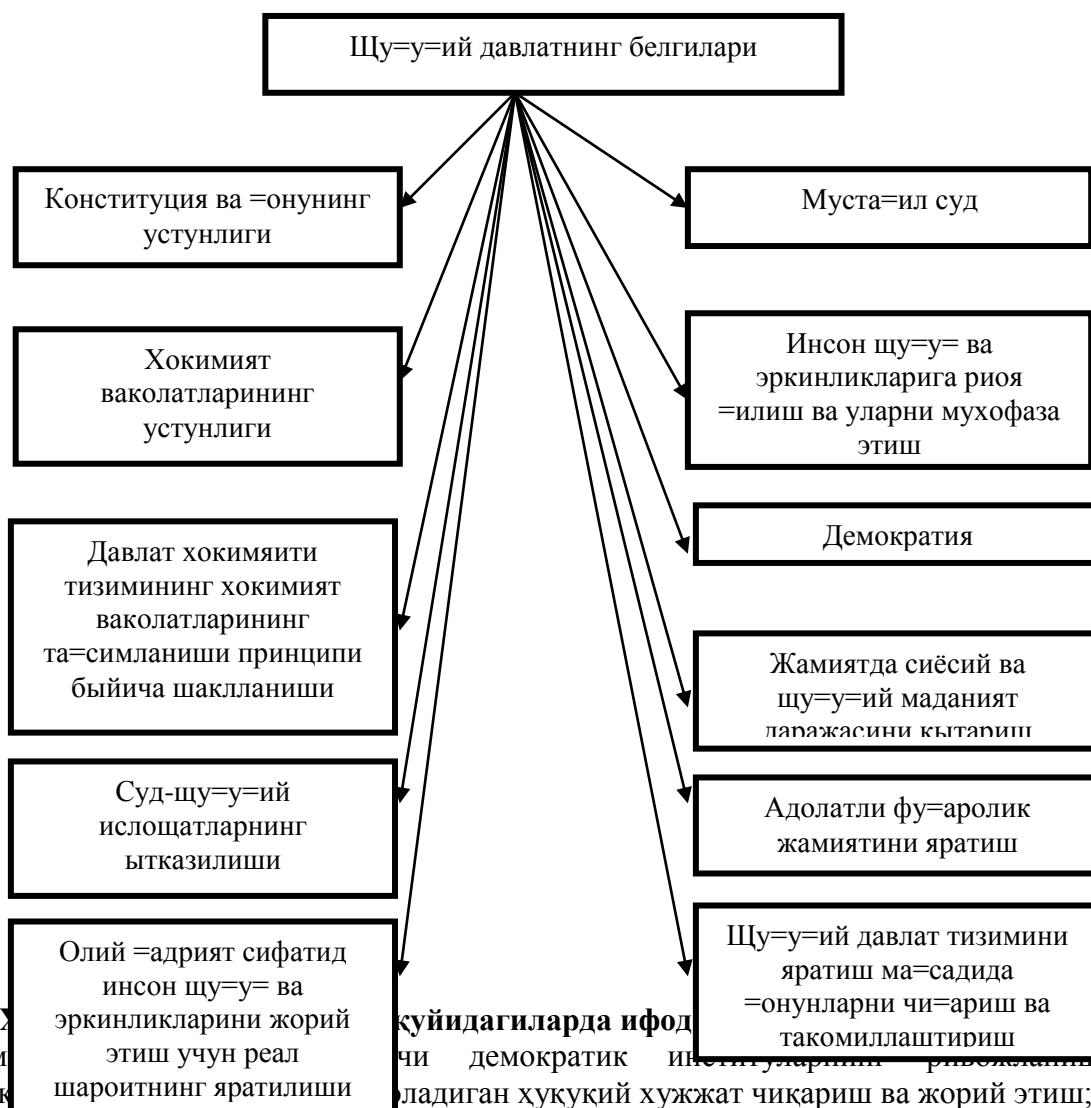 Щу=у=ий давлатнинг белгилари
Конституция ва =онунинг
устунлиги
Муста=ил суд
Хокимият
ваколатларининг
устунлиги
Инсон щу=у= ва
эркинликларига риоя
=илиш ва уларни мухофаза
этиш
Давлат хокимяити
тизимининг хокимият
ваколатларининг
та=симланиши принципи
быйича шаклланиши
Демократия
Жамиятда сиёсий ва
щу=у=ий маданият
даражасини кытариш
Суд-щу=у=ий
ислощатларнинг
ытказилиши
Адолатли фу=аролик
жамиятини яратиш
Олий =адрият сифатид
инсон щу=у= ва
эркинликларини жорий
этиш учун реал
шароитнинг яратилиши
Щу=у=ий давлат тизимини
яратиш ма=садида
=онунларни чи=ариш ва
такомиллаштириш
қуйидагиларда
демократик
ҳуқуқий хужжат чиқариш ва жорий этиш;